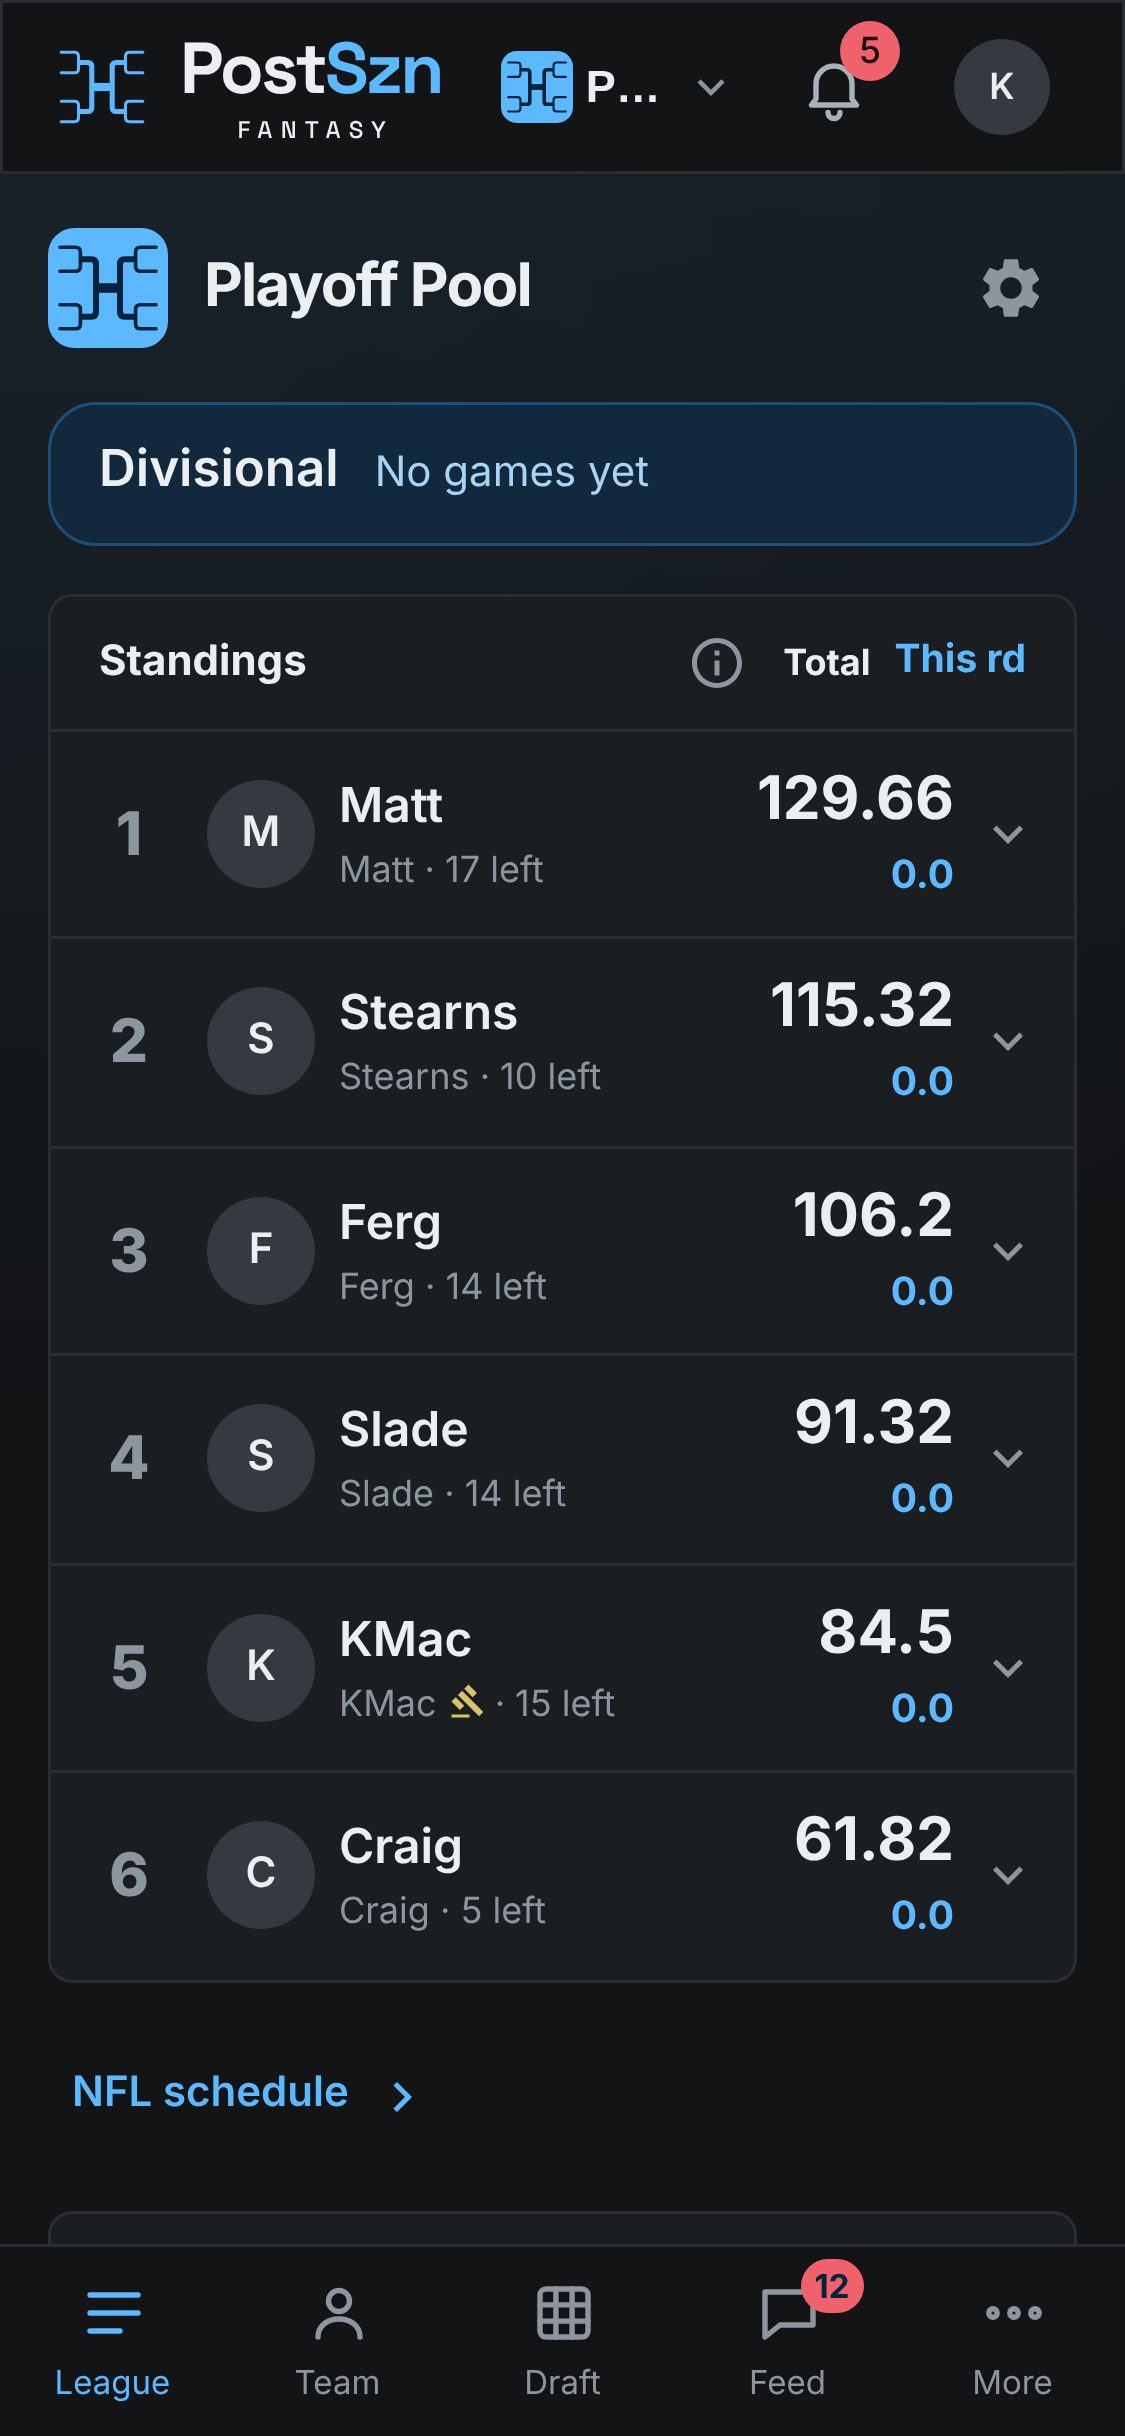 PostSzn
FANTASY
P...
5
K
Playoff Pool
Divisional No games yet
Standings Total This rd
1 M Matt 129.66
Matt · 17 left 0.0
2 S Stearns 115.32
Stearns · 10 left 0.0
3 F Ferg 106.2
Ferg · 14 left 0.0
4 S Slade 91.32
Slade · 14 left 0.0
5 K KMac 84.5
KMac · 15 left 0.0
6 C Craig 61.82
Craig · 5 left 0.0
NFL schedule
12
League Team Draft Feed More